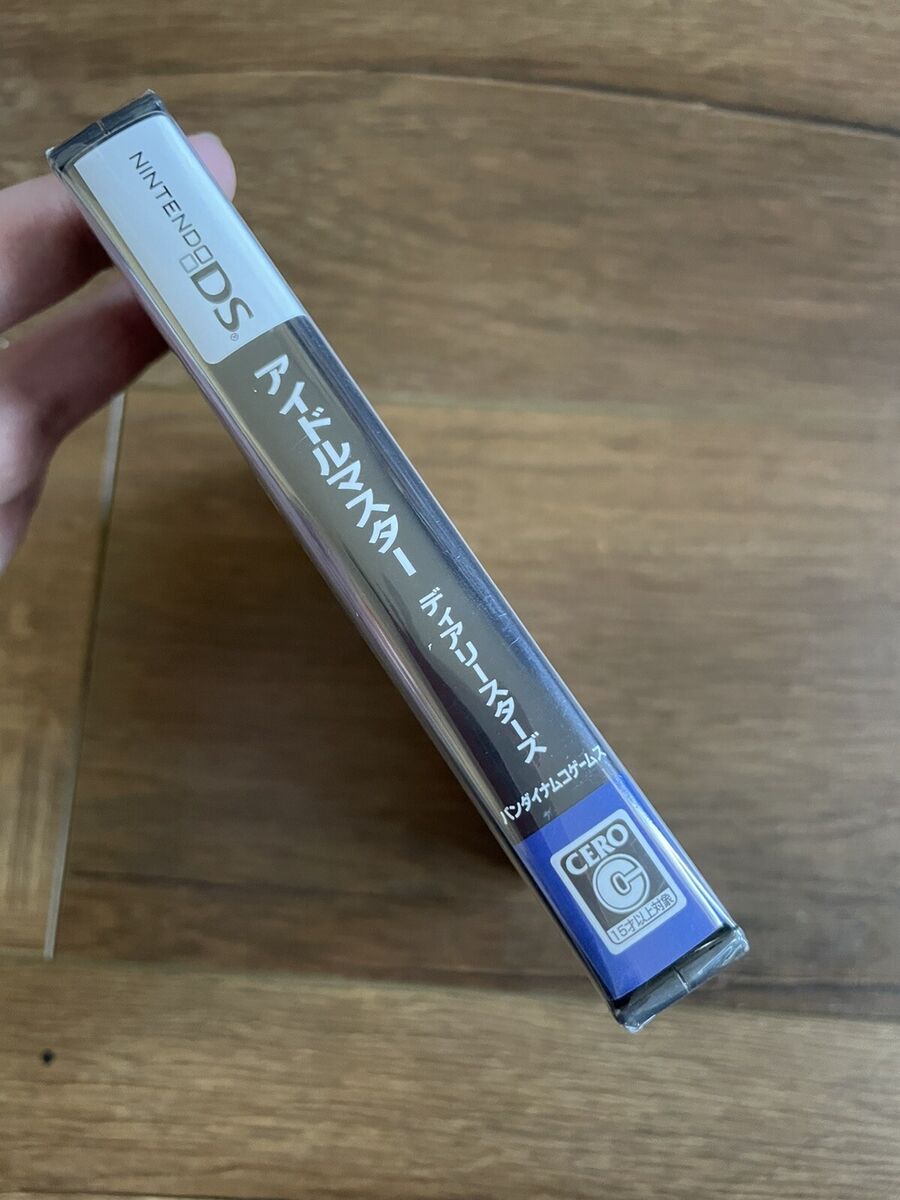 NINTENDO DS®
アイドルマスター
ディアリースターズ
バンダイナムコゲームス
CERO
C
15才以上対象